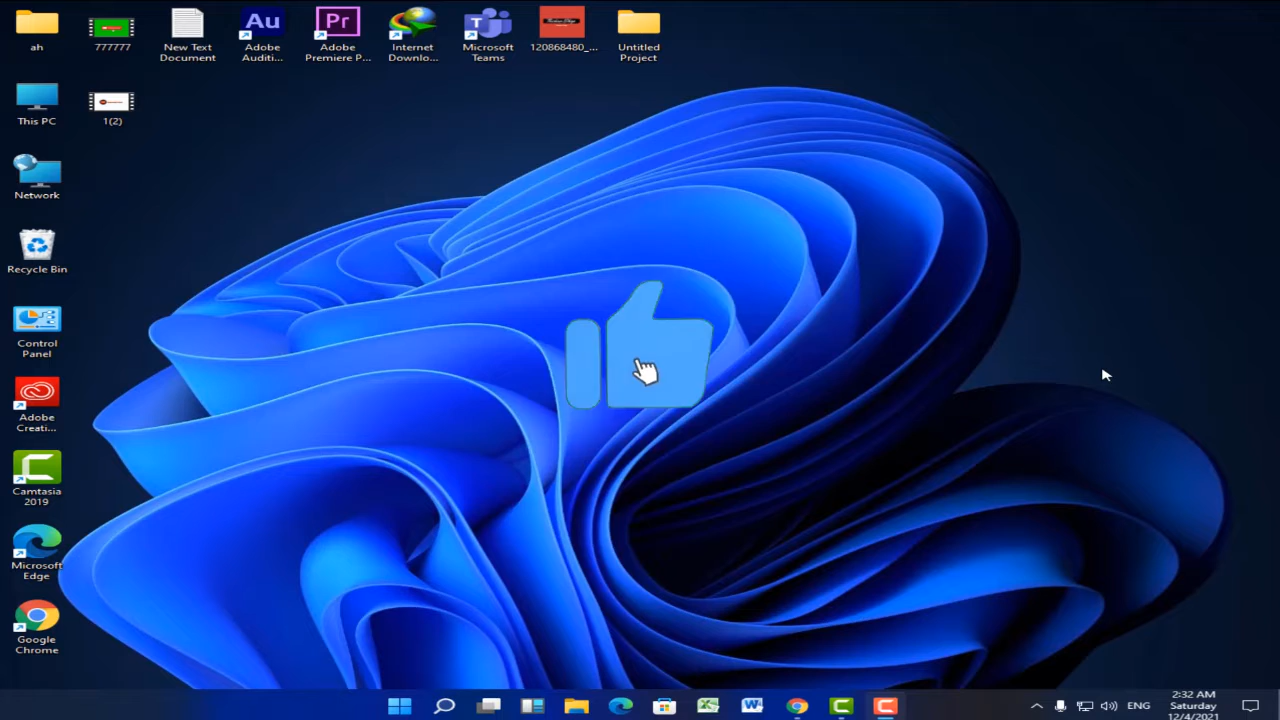 ah
777777
New Text
Document
Au
Adobe
Auditi...
Pr
Adobe
Premiere P...
Internet
Downlo...
T
Microsoft
Teams
120868480_...
Untitled
Project
This PC
1(2)
Network
Recycle Bin
Control
Panel
Adobe
Creati...
Camtasia
2019
Microsoft
Edge
Google
Chrome
ENG
2:32 AM
Saturday
12/4/2021